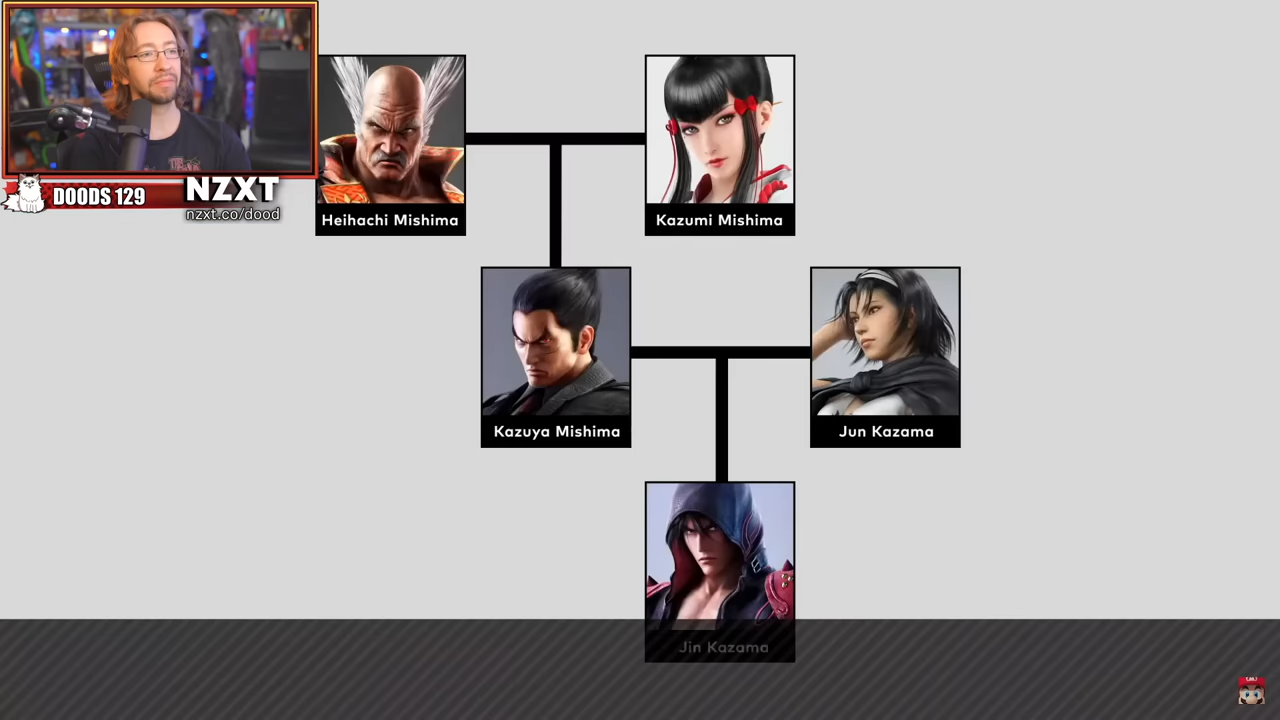 DOODS 129
NZXT
nzxt.co/dood
Heihachi Mishima
Kazumi Mishima
Kazuya Mishima
Jun Kazama
Jin Kazama